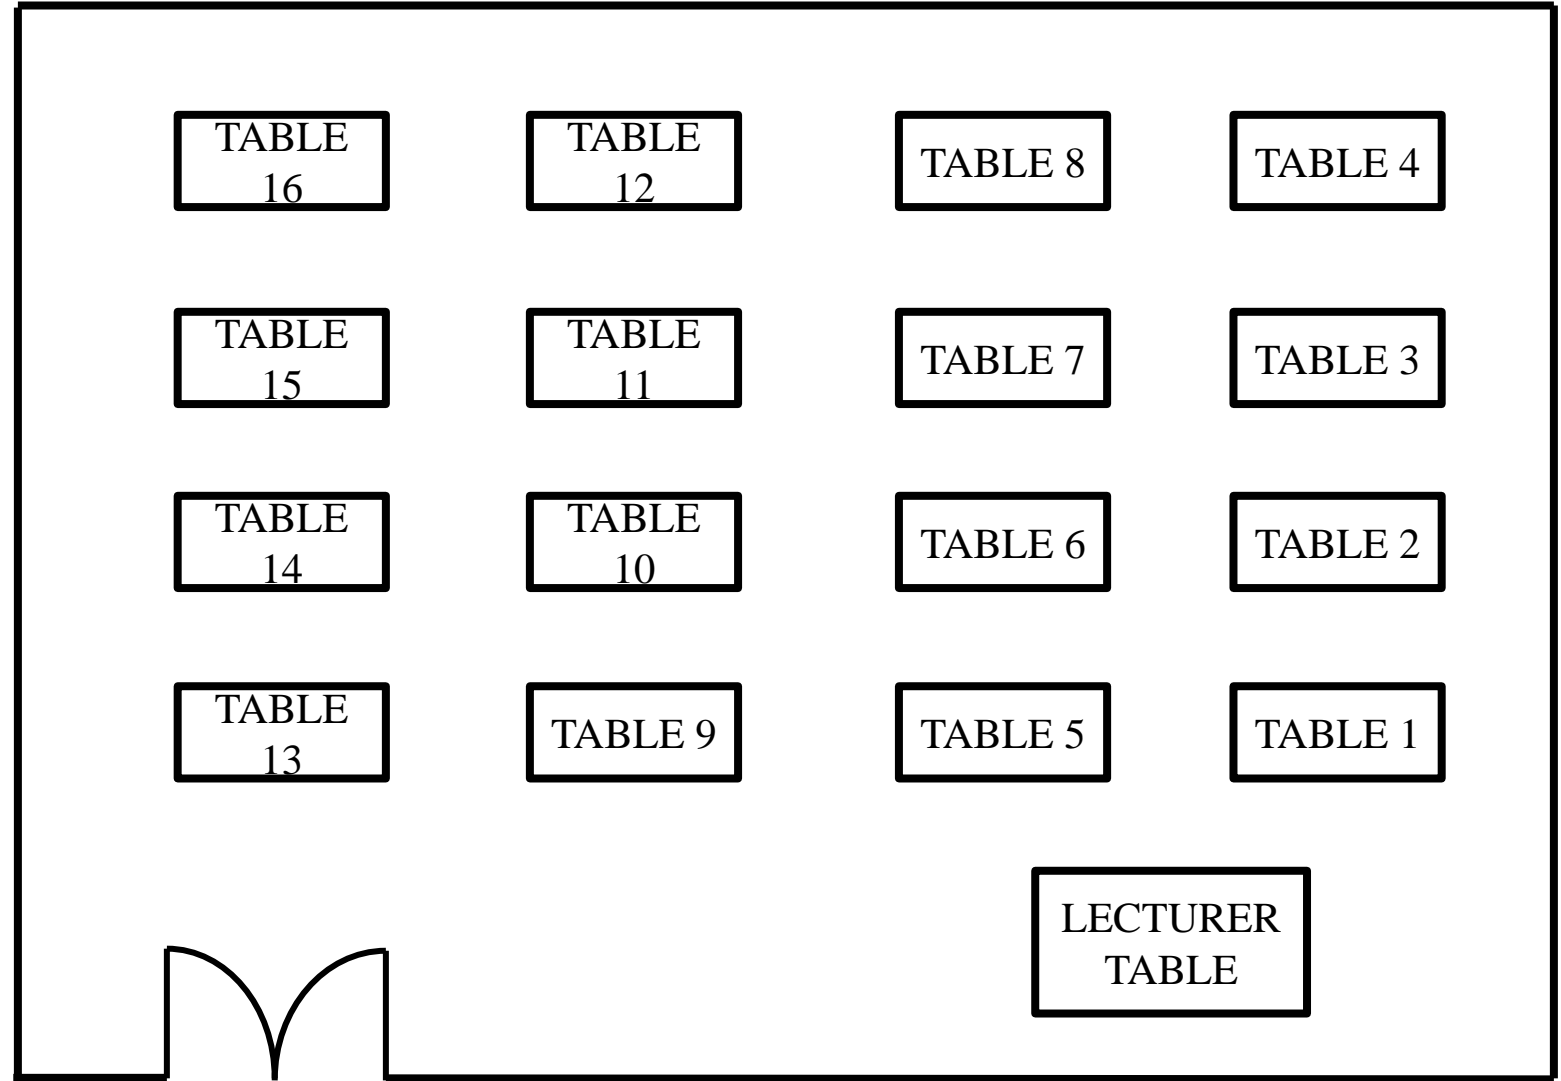 TABLE
16
TABLE
12
TABLE 8
TABLE 4
TABLE
15
TABLE
11
TABLE 7
TABLE 3
TABLE
14
TABLE
10
TABLE 6
TABLE 2
TABLE
13
TABLE 9
TABLE 5
TABLE 1
LECTURER
TABLE